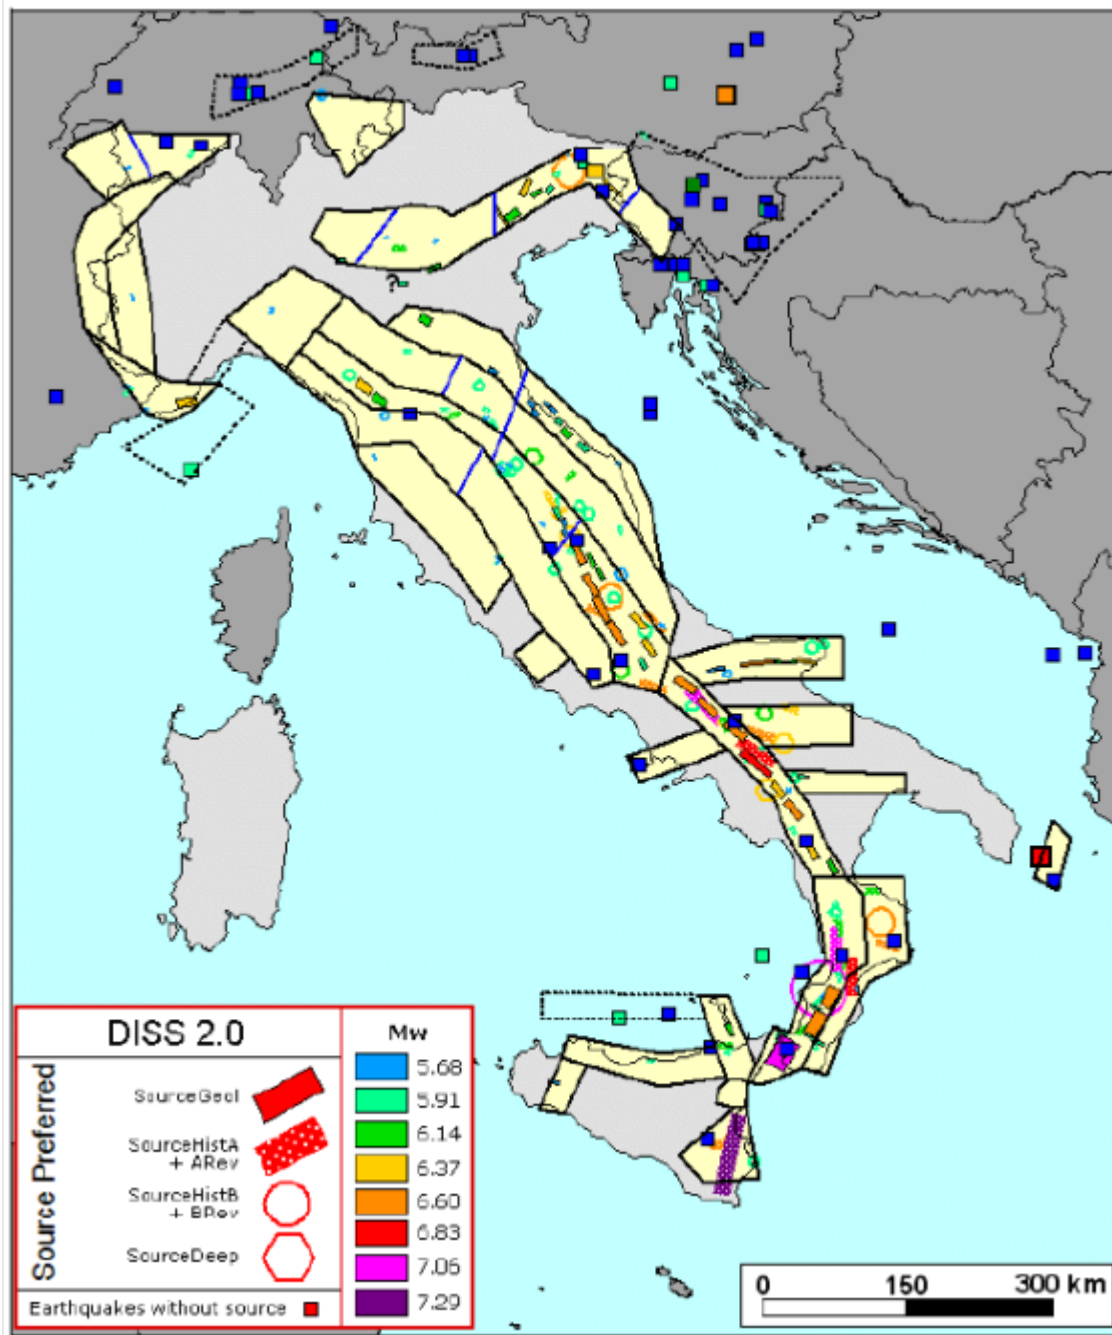 ?
DISS 2.0
Mw
Source Preferred
SourceGeol
SourceHistA
+ ARev
SourceHistB
+ BRev
SourceDeep
Earthquakes without source
5.68
5.91
6.14
6.37
6.60
6.83
7.06
7.29
0 150 300 km